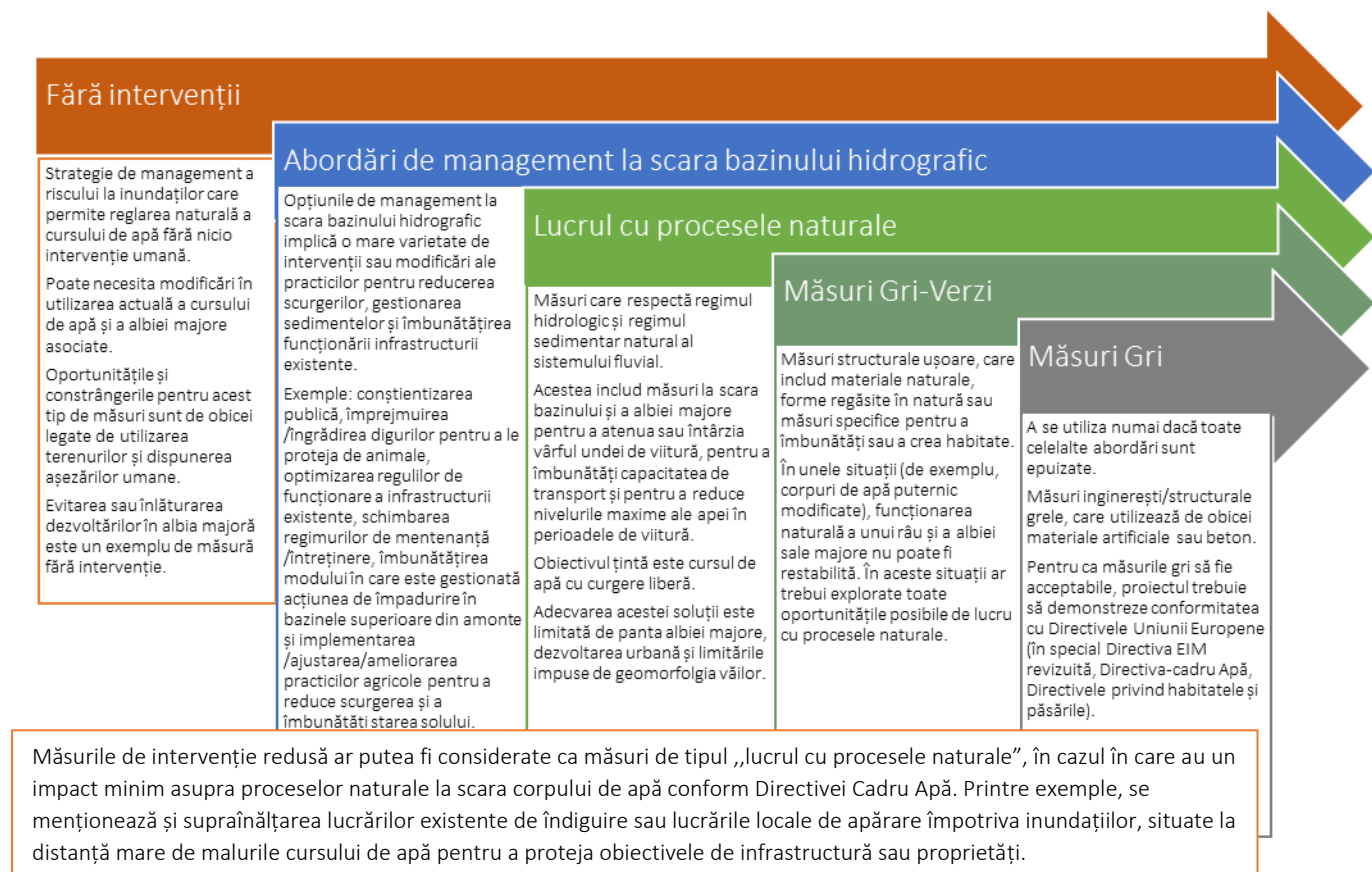 Fără intervenții
Strategie de management a
riscului la inundaților care
permite reglarea naturală a
cursului de apă fără nicio
intervenție umană.
Poate necesita modificări în
utilizarea actuală a cursului
de apă și a albiei majore
asociate.
Oportunitățile și
constrângerile pentru acest
tip de măsuri sunt de obicei
legate de utilizarea
terenurilor și dispunerea
așezărilor umane.
Evitarea sau înlăturarea
dezvoltărilor în albia majoră
este un exemplu de măsură
fără intervenție.
Abordări de management la scara bazinului hidrografic
Opțiunile de management la
scara bazinului hidrografic
implică o mare varietate de
intervenții sau modificări ale
practicilor pentru reducerea
scurgerilor, gestionarea
sedimentelor și îmbunătățirea
funcționării infrastructurii
existente.
Exemple: conștientizarea
publică, împrejmuirea
/îngrădirea digurilor pentru a le
proteja de animale,
optimizarea regulilor de
funcționare a infrastructurii
existente, schimbarea
regimurilor de mentenanță
/întreținere, îmbunătățirea
modului în care este gestionată
acțiunea de împadurire în
bazinele superioare din amonte
și implementarea
/ajustarea/ameliorarea
practicilor agricole pentru a
reduce scurgerea și a
îmbunătăți starea solului.
Lucrul cu procesele naturale
Măsuri care respectă regimul
hidrologic și regimul
sedimentar natural al
sistemului fluvial.
Acestea includ măsuri la scara
bazinului și a albiei majore
pentru a atenua sau întârzia
vârful undei de viitură, pentru a
îmbunătăți capacitatea de
transport și pentru a reduce
nivelurile maxime ale apei în
perioadele de viitură.
Obiectivul țintă este cursul de
apă cu curgere liberă.
Adecvarea acestei soluții este
limitată de panta albiei majore,
dezvoltarea urbană și limitările
impuse de geomorfolgia văilor.
Măsuri Gri-Verzi
Măsuri structurale ușoare, care
includ materiale naturale,
forme regăsite în natură sau
măsuri specifice pentru a
îmbunătăți sau a crea habitate.
În unele situații (de exemplu,
corpuri de apă puternic
modificate), funcționarea
naturală a unui râu și a albiei
sale majore nu poate fi
restabilită. În aceste situații ar
trebui explorate toate
oportunitățile posibile de lucru
cu procesele naturale.
Măsuri Gri
A se utiliza numai dacă toate
celelalte abordări sunt
epuizate.
Măsuri inginerești/structurale
grele, care utilizează de obicei
materiale artificiale sau beton.
Pentru ca măsurile gri să fie
acceptabile, proiectul trebuie
să demonstreze conformitatea
cu Directivele Uniunii Europene
(în special Directiva EIM
revizuită, Directiva-cadru Apă,
Directivele privind habitatele și
păsările).
Măsurile de intervenție redusă ar putea fi considerate ca măsuri de tipul ,,lucrul cu procesele naturale”, în cazul în care au un
impact minim asupra proceselor naturale la scara corpului de apă conform Directivei Cadru Apă. Printre exemple, se
menționează și supraînălțarea lucrărilor existente de îndiguire sau lucrările locale de apărare împotriva inundațiilor, situate la
distanță mare de malurile cursului de apă pentru a proteja obiectivele de infrastructură sau proprietăți.